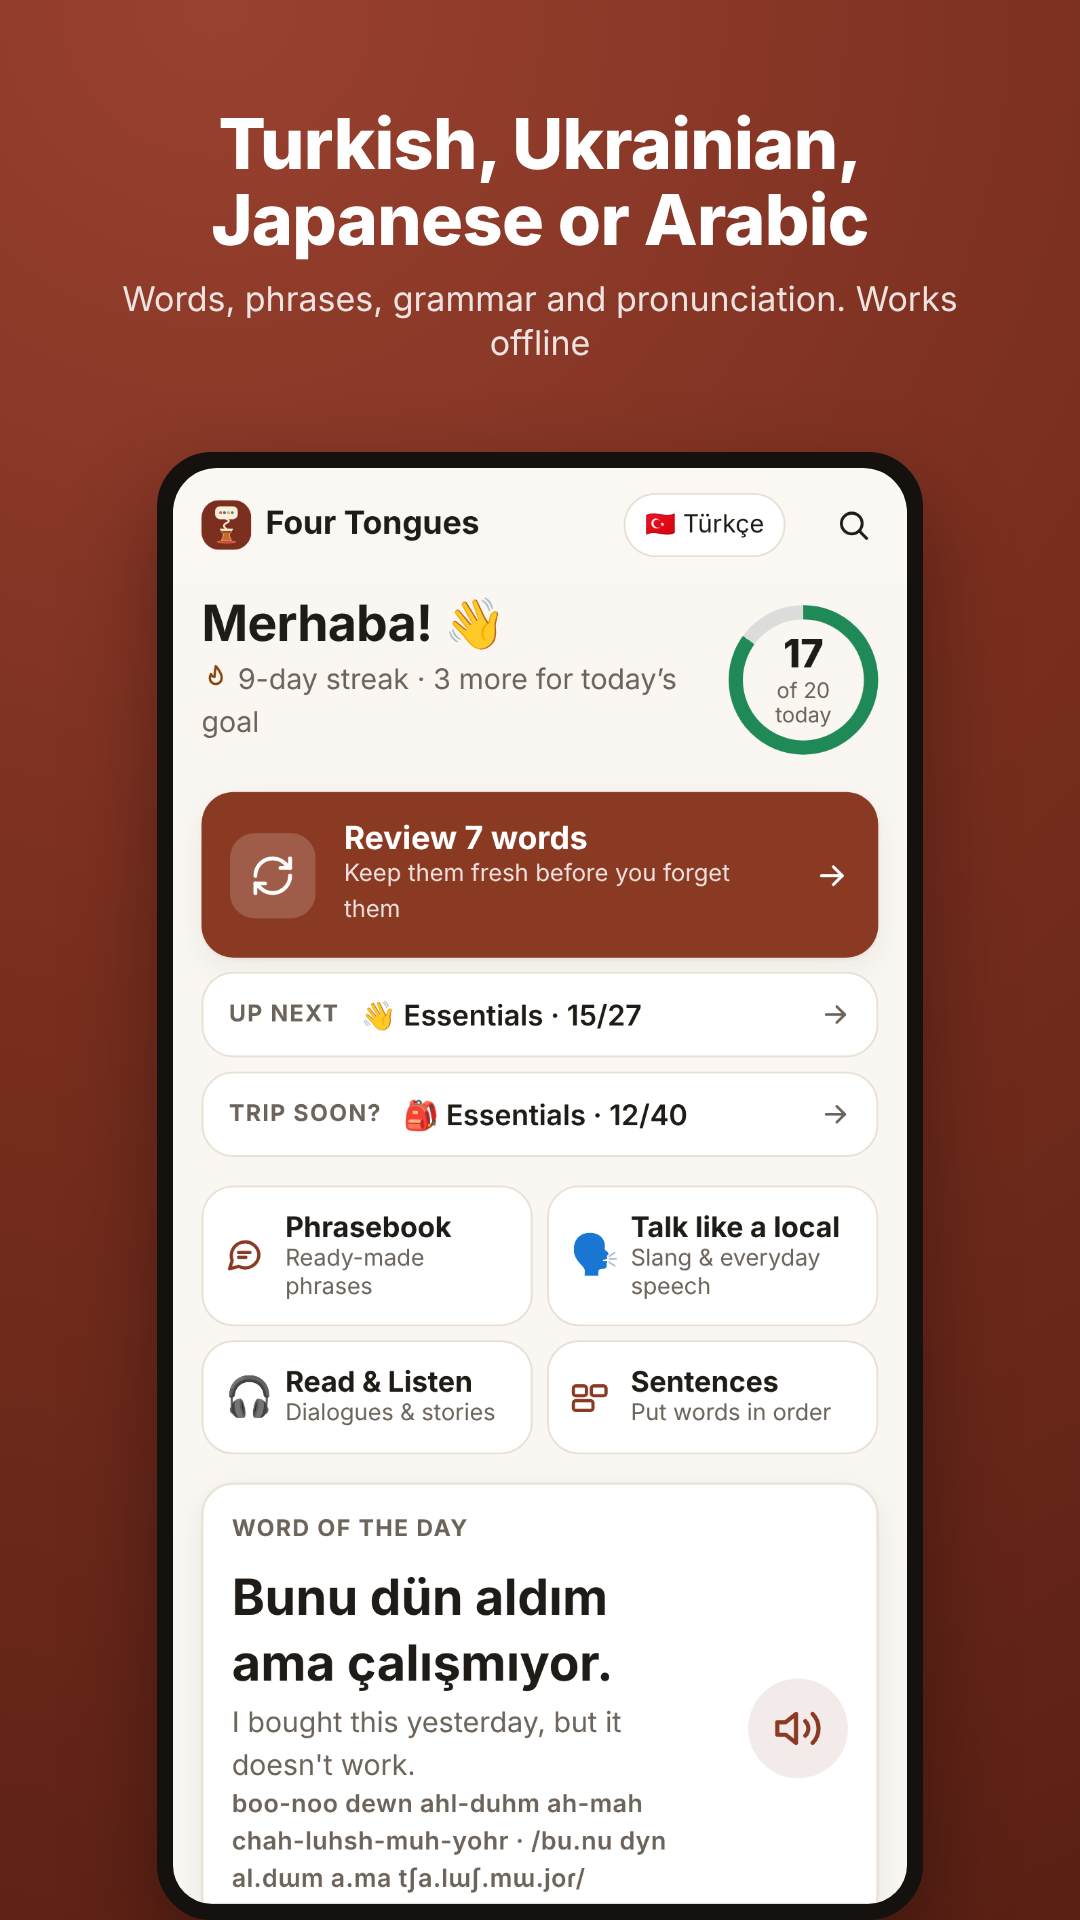 Turkish, Ukrainian,
Japanese or Arabic
Words, phrases, grammar and pronunciation. Works
offline
Four Tongues
Türkçe
Merhaba! 👋
9-day streak · 3 more for today’s
goal
17
of 20
today
Review 7 words
Keep them fresh before you forget
them
UP NEXT 👋 Essentials · 15/27
TRIP SOON? 🎒 Essentials · 12/40
Phrasebook
Ready-made
phrases
Talk like a local
Slang & everyday
speech
Read & Listen
Dialogues & stories
Sentences
Put words in order
WORD OF THE DAY
Bunu dün aldım
ama çalışmıyor.
I bought this yesterday, but it
doesn't work.
boo-noo dewn ahl-duhm ah-mah
chah-luhsh-muh-yohr · /bu.nu dyn
al.dɯm a.ma tʃa.lɯʃ.mɯ.joɾ/